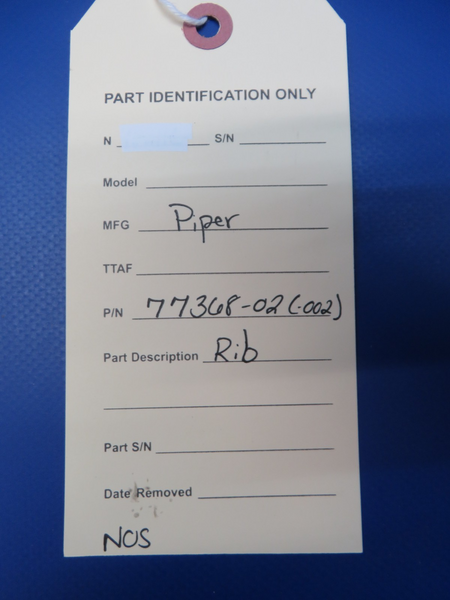 PART IDENTIFICATION ONLY
N S/N
Model
MFG Piper
TTAF
P/N 77368-02 (-002)
Part Description Rib
Part S/N
Date Removed
NOS